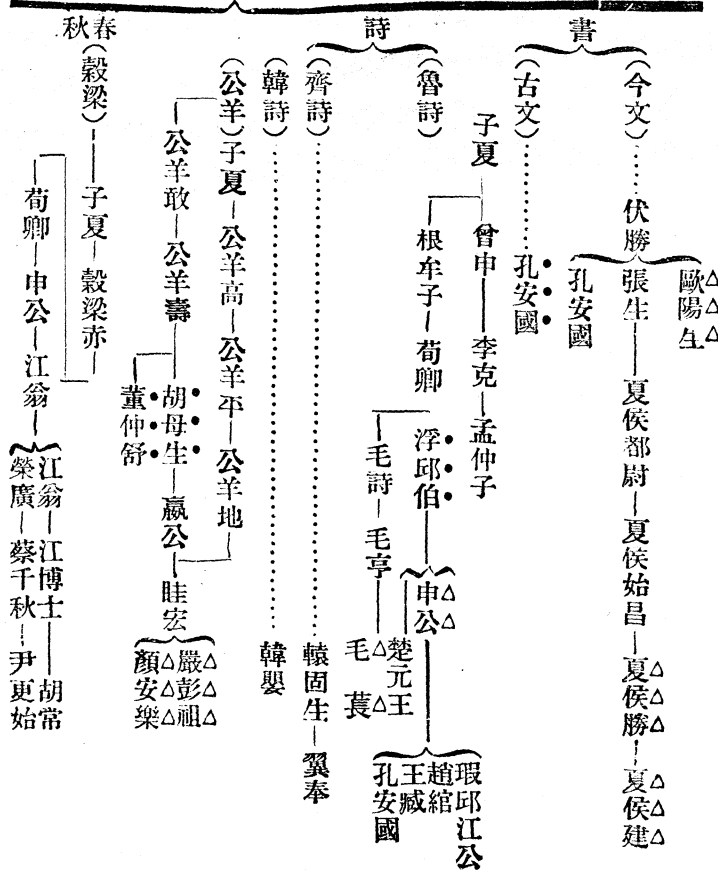 書
（今文）……伏勝
歐陽生
張生—夏侯都尉—夏侯始昌—夏侯勝—夏侯建
孔安國
（古文）………孔安國
詩
子夏—曾申—李克—孟仲子
（魯詩）
根牟子—荀卿
浮邱伯—申公
瑕邱江公
趙綰
王臧
孔安國
楚元王
毛詩—毛亨—毛萇
（齊詩）………轅固生—翼奉
（韓詩）………韓嬰
春秋
（公羊）子夏—公羊高—公羊平—公羊地
公羊敢—公羊壽
胡母生—嬴公—眭宏
董仲舒
嚴彭祖
顏安樂
（穀梁）—子夏—穀梁赤
荀卿—申公—江翁
江翁—江博士—胡常
榮廣—蔡千秋—尹更始